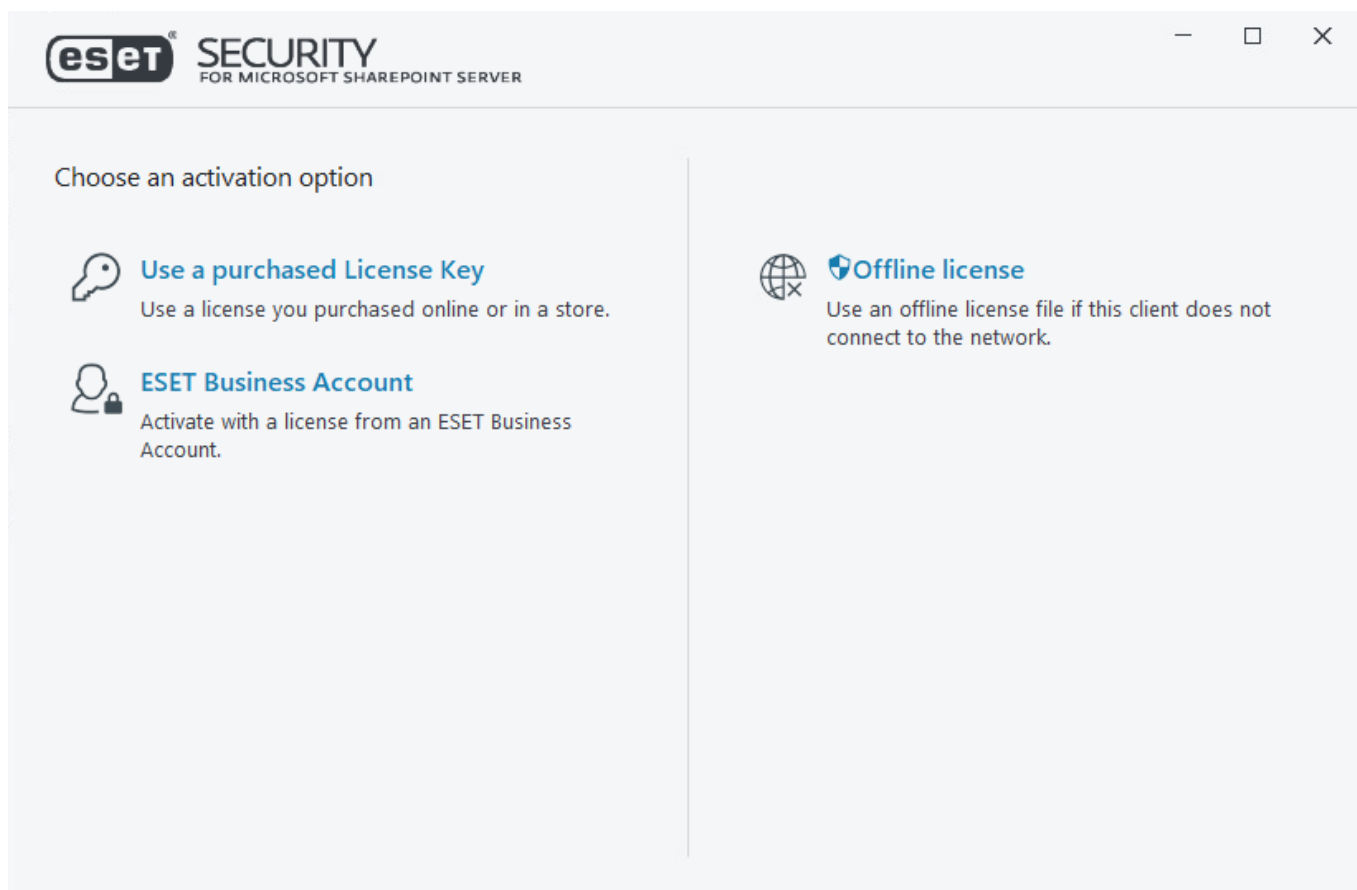 eset®
SECURITY
FOR MICROSOFT SHAREPOINT SERVER
Choose an activation option
Use a purchased License Key
Use a license you purchased online or in a store.
ESET Business Account
Activate with a license from an ESET Business
Account.
Offline license
Use an offline license file if this client does not
connect to the network.